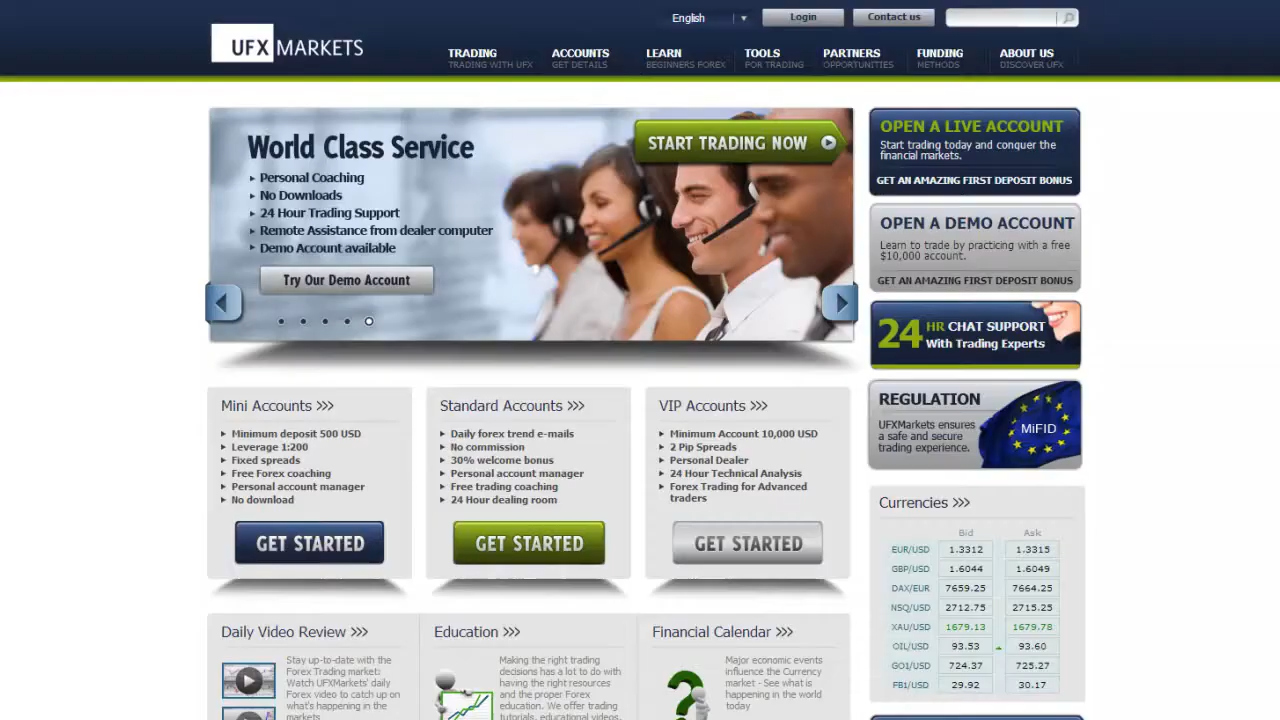 English
Login
Contact us
UFXMARKETS
TRADING
TRADING WITH UFX
ACCOUNTS
GET DETAILS
LEARN
BEGINNERS FOREX
TOOLS
FOR TRADING
PARTNERS
OPPORTUNITIES
FUNDING
METHODS
ABOUT US
DISCOVER UFX
World Class Service
Personal Coaching
No Downloads
24 Hour Trading Support
Remote Assistance from dealer computer
Demo Account available
Try Our Demo Account
START TRADING NOW
OPEN A LIVE ACCOUNT
Start trading today and conquer the
financial markets.
GET AN AMAZING FIRST DEPOSIT BONUS
OPEN A DEMO ACCOUNT
Learn to trade by practicing with a free
$10,000 account.
GET AN AMAZING FIRST DEPOSIT BONUS
24 HR CHAT SUPPORT
With Trading Experts
REGULATION
UFXMarkets ensures
a safe and secure
trading experience.
MiFID
Mini Accounts >>>
Minimum deposit 500 USD
Leverage 1:200
Fixed spreads
Free Forex coaching
Personal account manager
No download
GET STARTED
Standard Accounts >>>
Daily forex trend e-mails
No commission
30% welcome bonus
Personal account manager
Free trading coaching
24 Hour dealing room
GET STARTED
VIP Accounts >>>
Minimum Account 10,000 USD
2 Pip Spreads
Personal Dealer
24 Hour Technical Analysis
Forex Trading for Advanced
traders
GET STARTED
Currencies >>>
Bid Ask
EUR/USD 1.3312 1.3315
GBP/USD 1.6044 1.6049
DAX/EUR 7659.25 7664.25
NSQ/USD 2712.75 2715.25
XAU/USD 1679.13 1679.78
OIL/USD 93.53 93.60
GO1/USD 724.37 725.27
FB1/USD 29.92 30.17
Daily Video Review >>>
Stay up-to-date with the
Forex Trading market:
Watch UFXMarkets' daily
Forex video to catch up on
what's happening in the
markets
Education >>>
Making the right trading
decisions has a lot to do with
having the right resources
and the proper Forex
education. We offer trading
tutorials, educational videos,
Financial Calendar >>>
Major economic events
influence the Currency
market - See what is
happening in the world
today